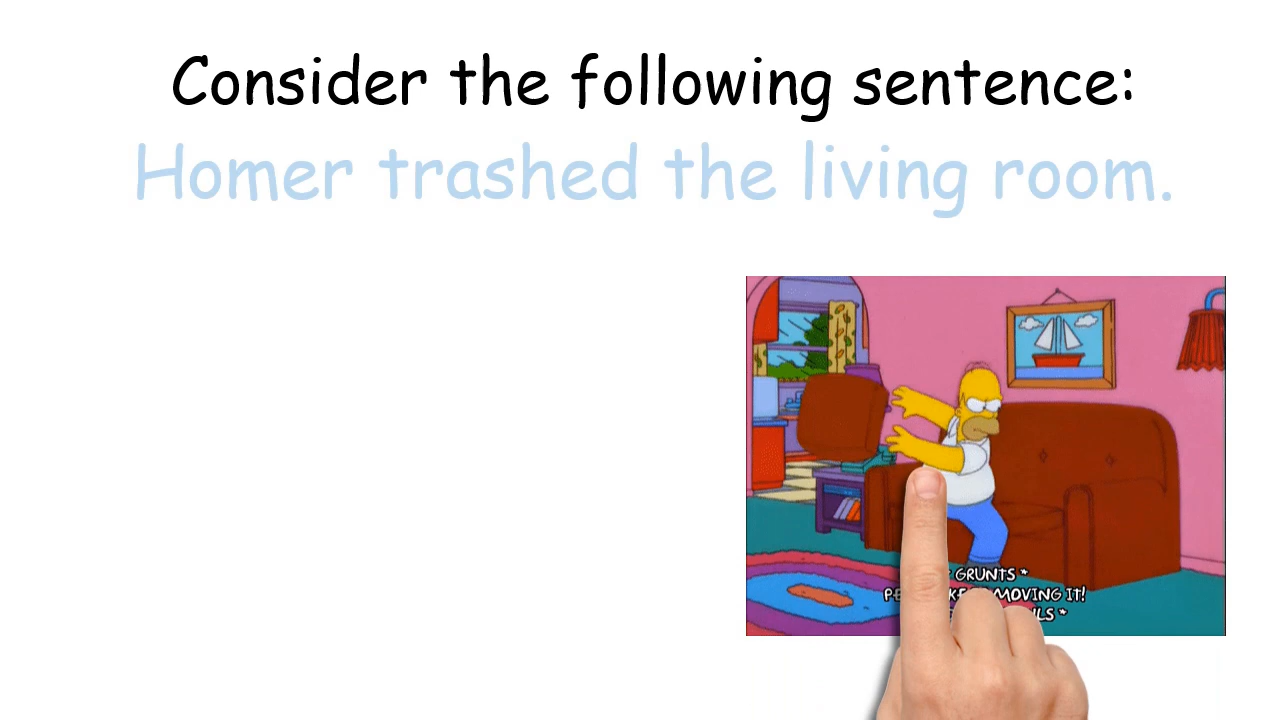 Consider the following sentence:
Homer trashed the living room.
GRUNTS *
MOVING IT!
*